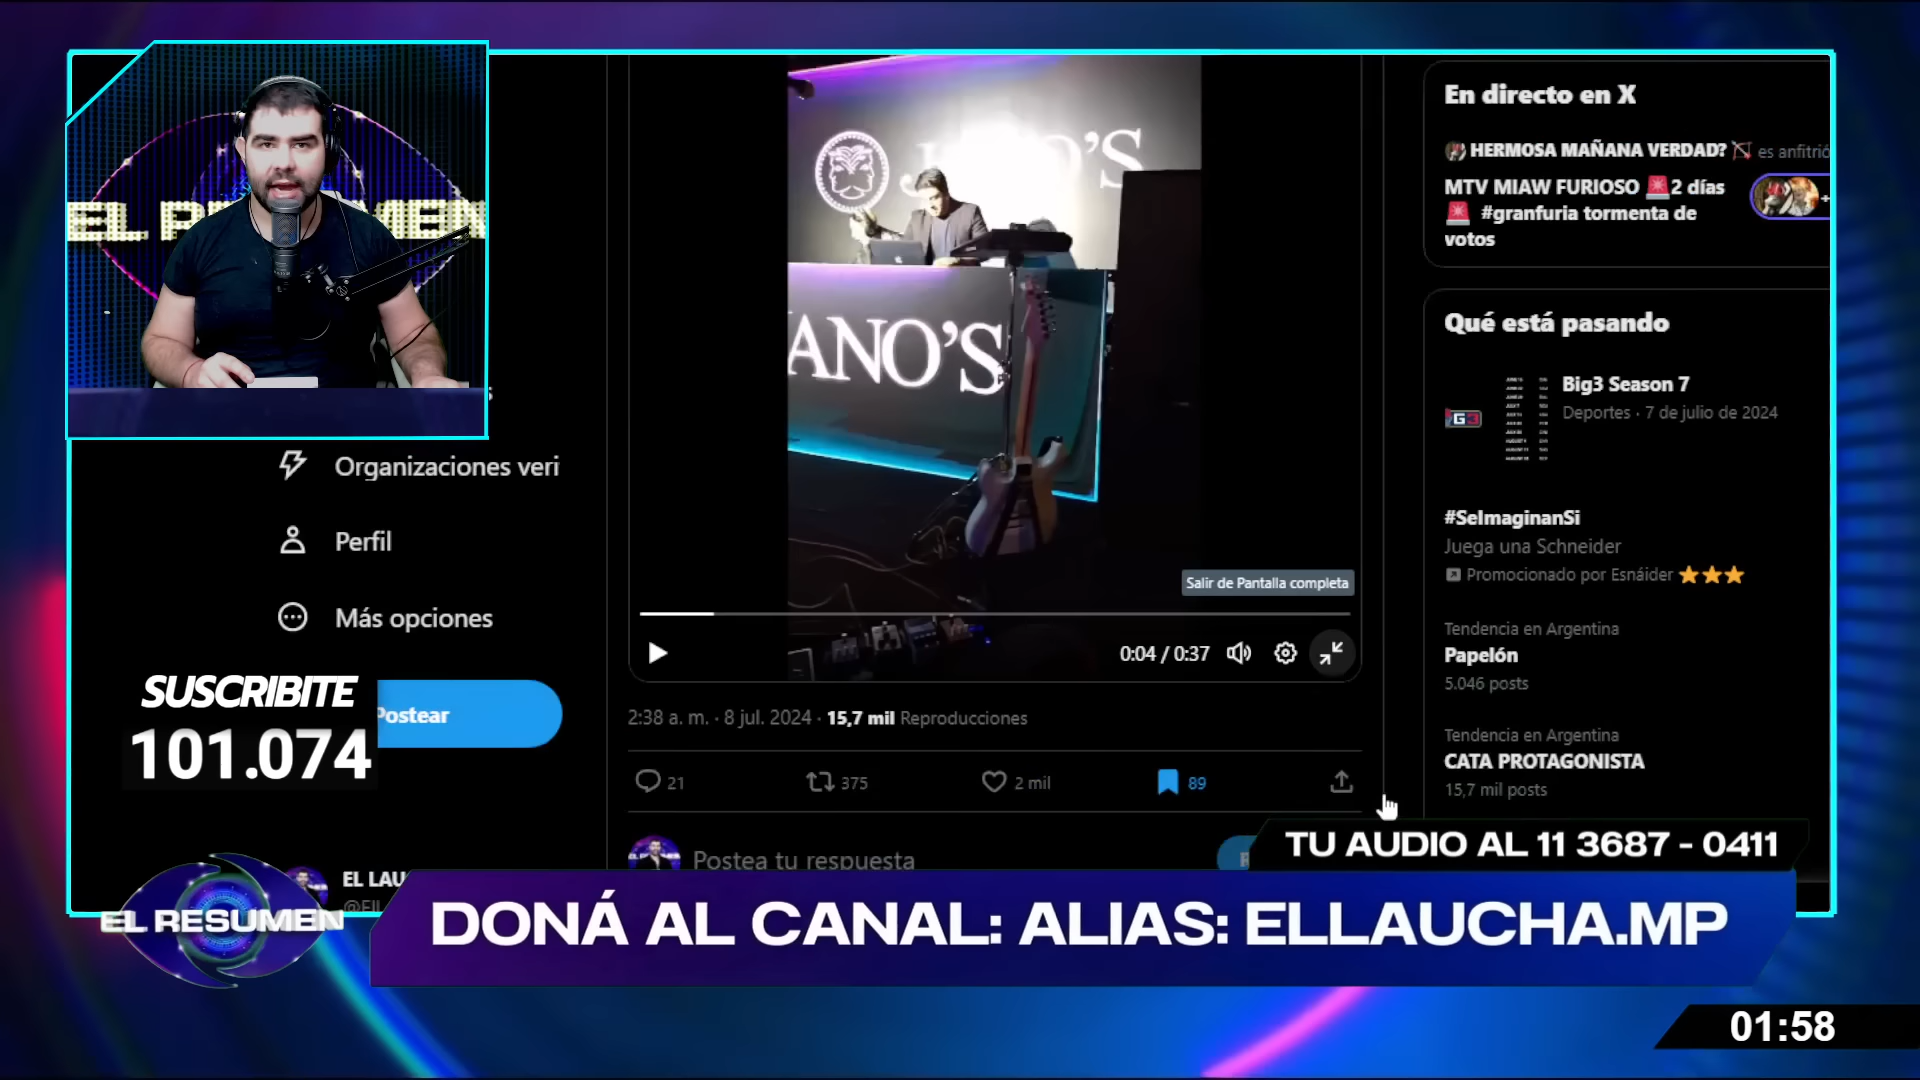 EL
MEN
Organizaciones veri
Perfil
Más opciones
SUSCRIBITE
101.074
Postear
EL LAU
JANO'S
ANO'S
Salir de Pantalla completa
0:04 / 0:37
2:38 a. m. · 8 jul. 2024 · 15,7 mil Reproducciones
21
375
2 mil
89
Postea tu respuesta
En directo en X
HERMOSA MAÑANA VERDAD? 🏹 es anfitrió
MTV MIAW FURIOSO 🚨2 días
🚨 #granfuria tormenta de
votos
Qué está pasando
G3
Big3 Season 7
Deportes · 7 de julio de 2024
#SeImaginanSi
Juega una Schneider
Promocionado por Esnáider ⭐⭐⭐
Tendencia en Argentina
Papelón
5.046 posts
Tendencia en Argentina
CATA PROTAGONISTA
15,7 mil posts
TU AUDIO AL 11 3687 - 0411
EL RESUMEN
DONÁ AL CANAL: ALIAS: ELLAUCHA.MP
01:58